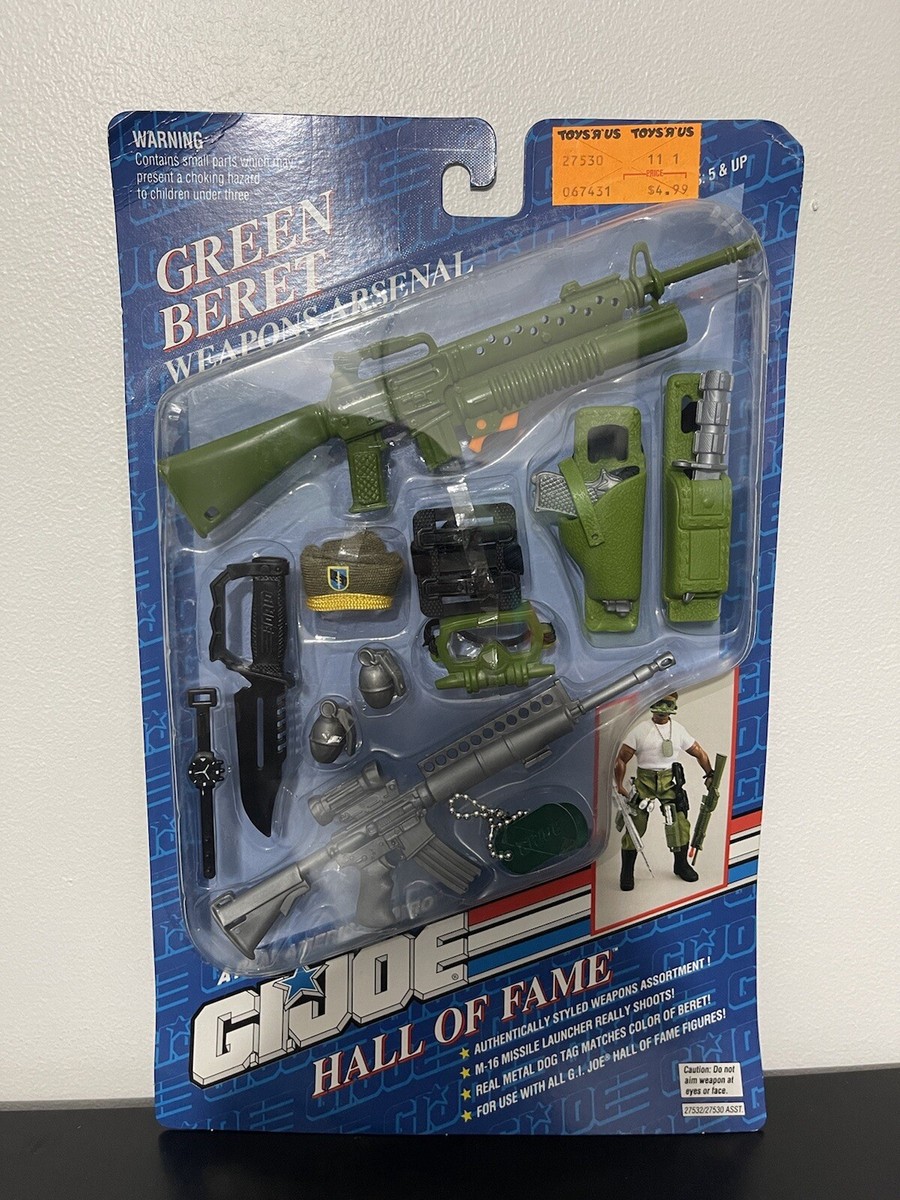 WARNING
Contains small parts which may
present a choking hazard
to children under three.
TOYS"R"US TOYS"R"US
27530 11 1
PRICE
067431 $4.99
5 & UP
GREEN
BERET
WEAPONS ARSENAL
G.I. JOE
HALL OF FAME™
AUTHENTICALLY STYLED WEAPONS ASSORTMENT!
M-16 MISSILE LAUNCHER REALLY SHOOTS!
REAL METAL DOG TAG MATCHES COLOR OF BERET!
FOR USE WITH ALL G.I. JOE® HALL OF FAME FIGURES!
Caution: Do not
aim weapon at
eyes or face.
27532/27530 ASST.